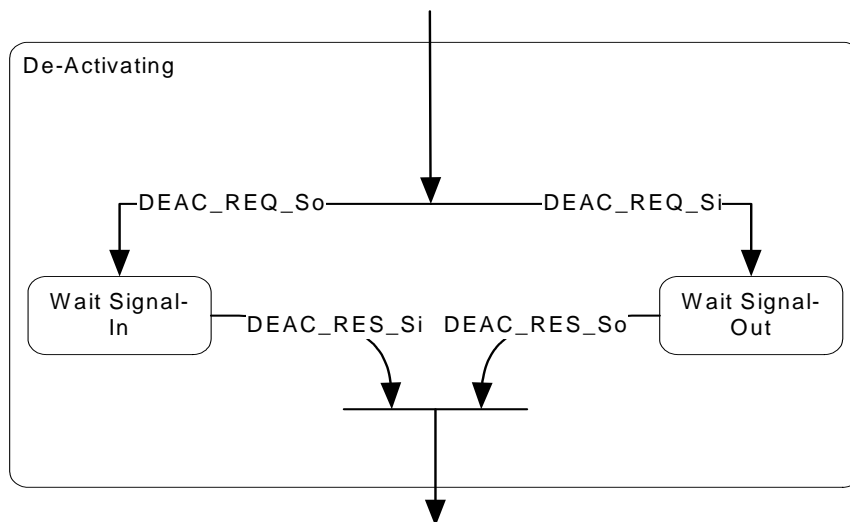 De-Activating
DEAC_REQ_So
DEAC_REQ_Si
Wait Signal-
In
Wait Signal-
Out
DEAC_RES_Si
DEAC_RES_So